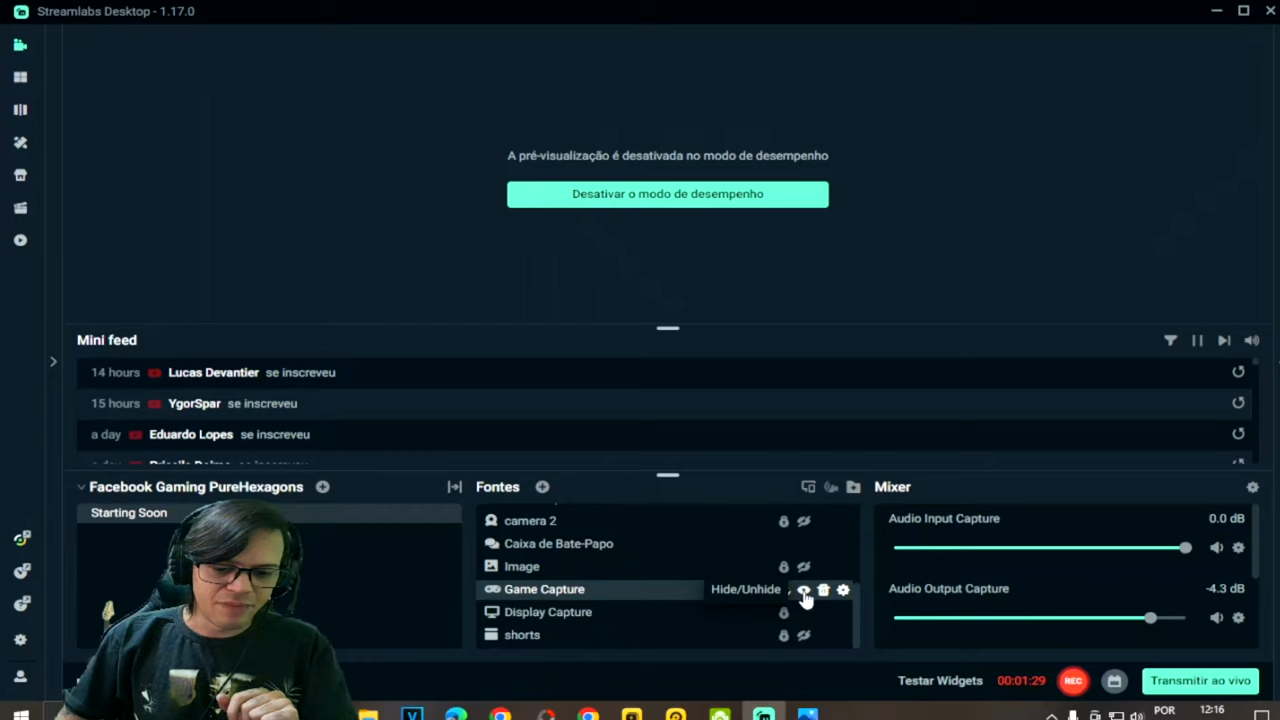 Streamlabs Desktop - 1.17.0
A pré-visualização é desativada no modo de desempenho
Desativar o modo de desempenho
Mini feed
14 hours Lucas Devantier se inscreveu
15 hours YgorSpar se inscreveu
a day Eduardo Lopes se inscreveu
Facebook Gaming PureHexagons
Starting Soon
Fontes
camera 2
Caixa de Bate-Papo
Image
Game Capture
Hide/Unhide
Display Capture
shorts
Mixer
Audio Input Capture 0.0 dB
Audio Output Capture -4.3 dB
Testar Widgets 00:01:29 REC Transmitir ao vivo
POR 12:16